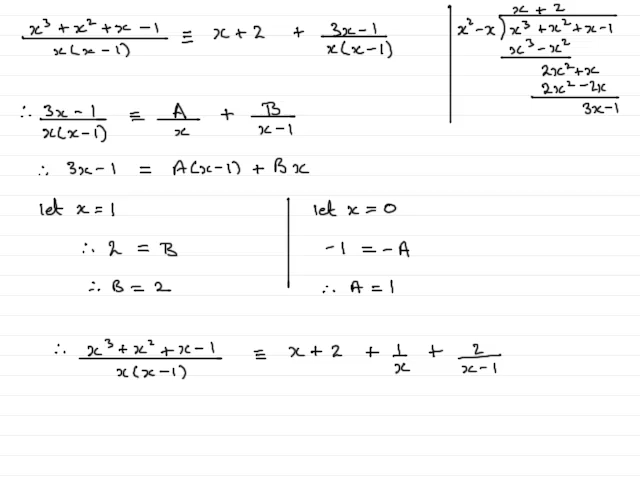 (x³ + x² + x − 1)/(x(x−1)) ≡ x + 2 + (3x − 1)/(x(x−1))
x + 2
x² − x ) x³ + x² + x − 1
x³ − x²
2x² + x
2x² − 2x
3x − 1
∴ (3x − 1)/(x(x−1)) ≡ A/x + B/(x − 1)
∴ 3x − 1 = A(x−1) + Bx
let x = 1
∴ 2 = B
∴ B = 2
let x = 0
−1 = −A
∴ A = 1
∴ (x³ + x² + x − 1)/(x(x−1)) ≡ x + 2 + 1/x + 2/(x − 1)